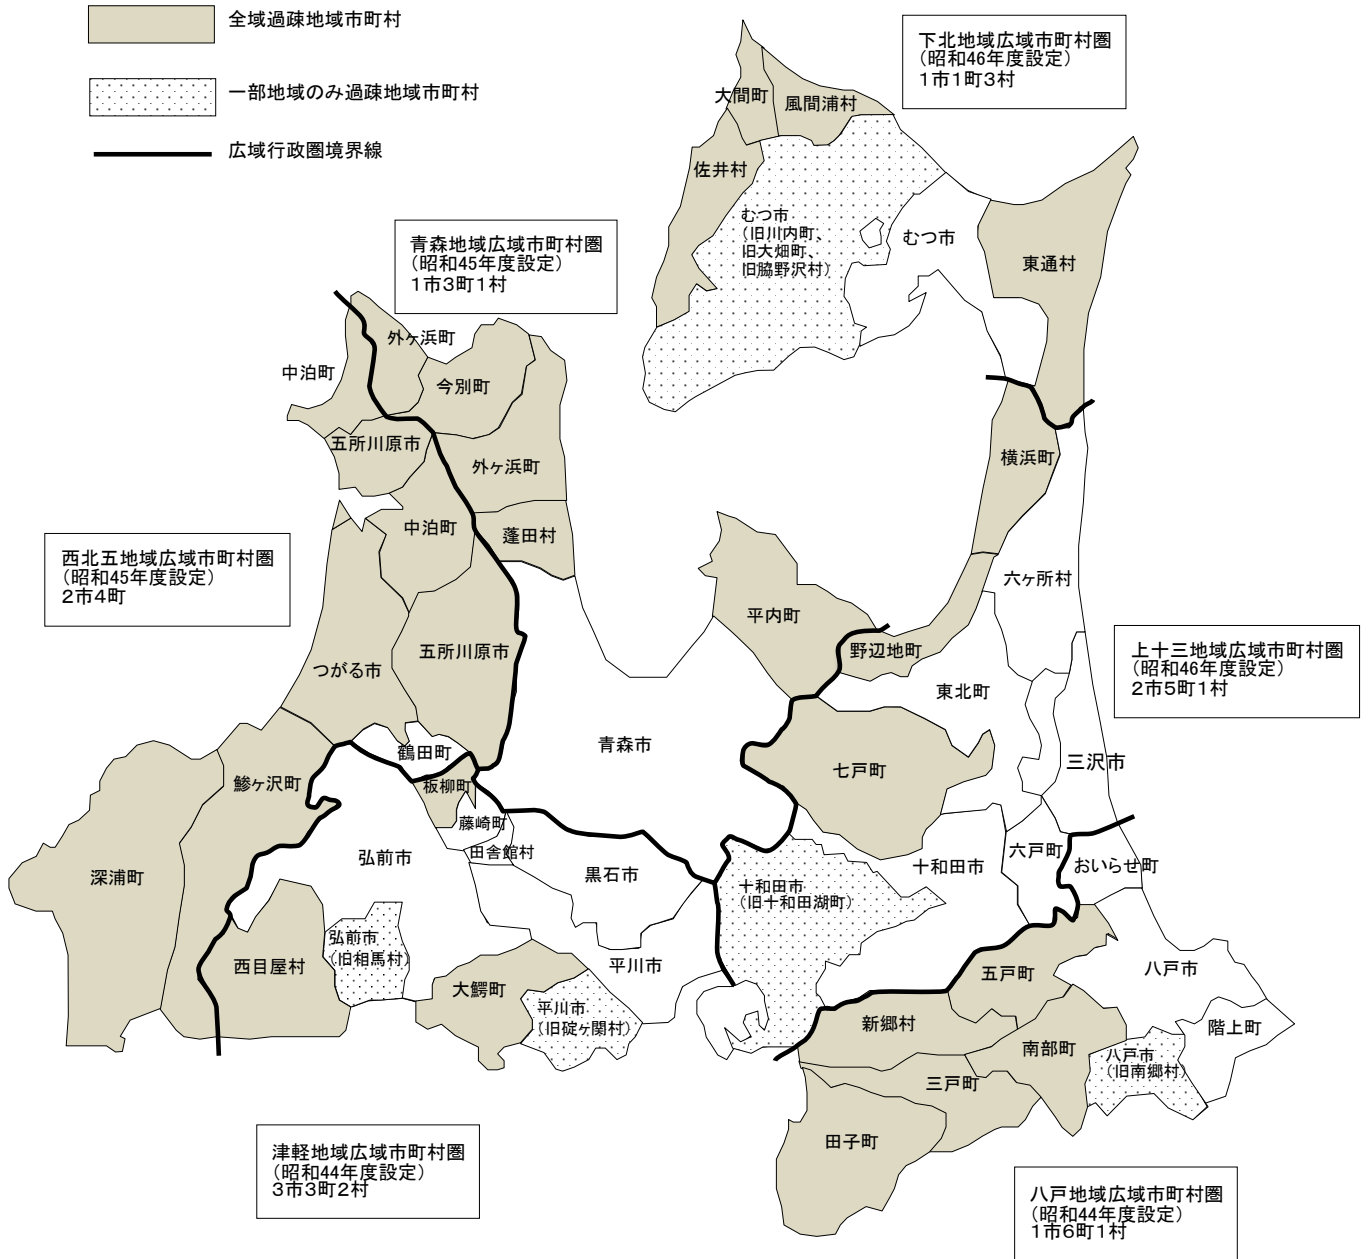 全域過疎地域市町村
一部地域のみ過疎地域市町村
広域行政圏境界線
下北地域広域市町村圏
(昭和46年度設定)
1市1町3村
大間町
風間浦村
佐井村
むつ市
(旧川内町、
旧大畑町、
旧脇野沢村)
むつ市
東通村
青森地域広域市町村圏
(昭和45年度設定)
1市3町1村
外ヶ浜町
中泊町
今別町
五所川原市
外ヶ浜町
横浜町
中泊町
蓬田村
西北五地域広域市町村圏
(昭和45年度設定)
2市4町
六ヶ所村
平内町
野辺地町
五所川原市
つがる市
東北町
上十三地域広域市町村圏
(昭和46年度設定)
2市5町1村
青森市
鶴田町
三沢市
七戸町
鰺ヶ沢町
板柳町
藤崎町
田舎館村
弘前市
黒石市
六戸町
おいらせ町
十和田市
深浦町
十和田市
(旧十和田湖町)
弘前市
(旧相馬村)
西目屋村
平川市
八戸市
五戸町
大鰐町
平川市
(旧碇ヶ関村)
新郷村
階上町
南部町
八戸市
(旧南郷村)
三戸町
田子町
津軽地域広域市町村圏
(昭和44年度設定)
3市3町2村
八戸地域広域市町村圏
(昭和44年度設定)
1市6町1村